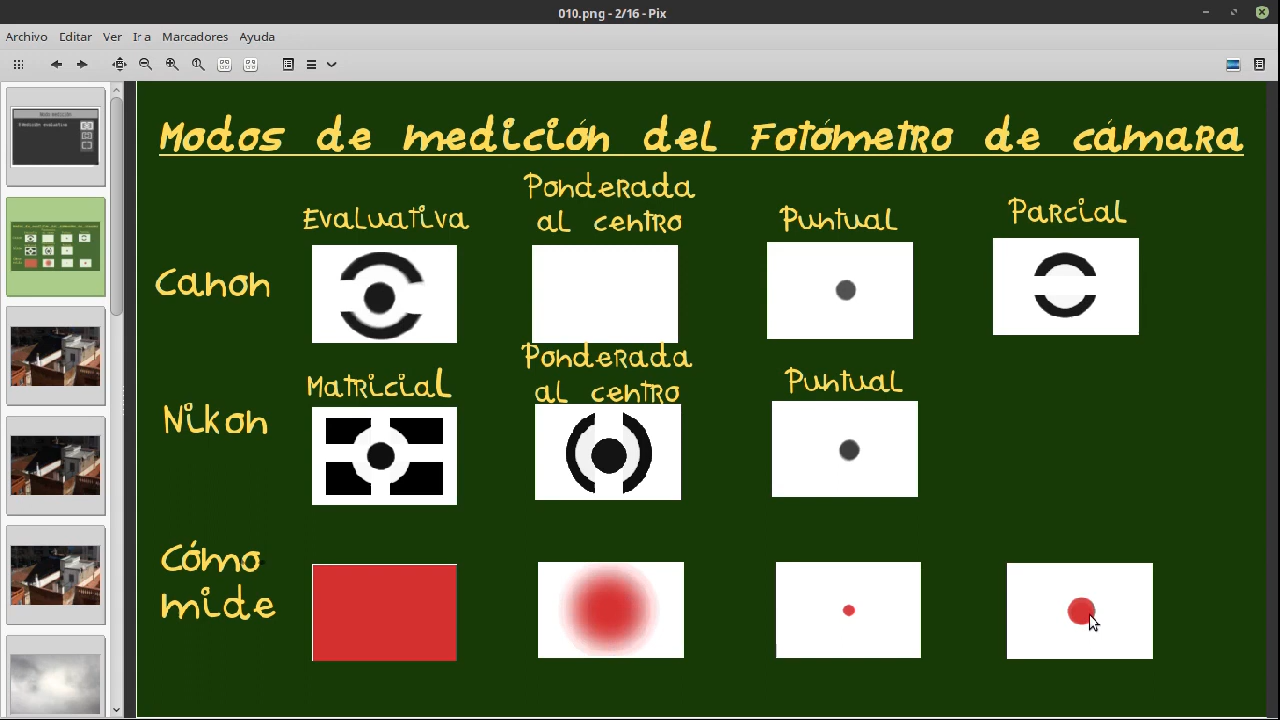 010.png - 2/16 - Pix
Archivo Editar Ver Ir a Marcadores Ayuda
Modos de medición del Fotómetro de cámara
Evaluativa
Ponderada
al centro
Puntual
Parcial
Canon
Matricial
Ponderada
al centro
Puntual
Nikon
Cómo
mide